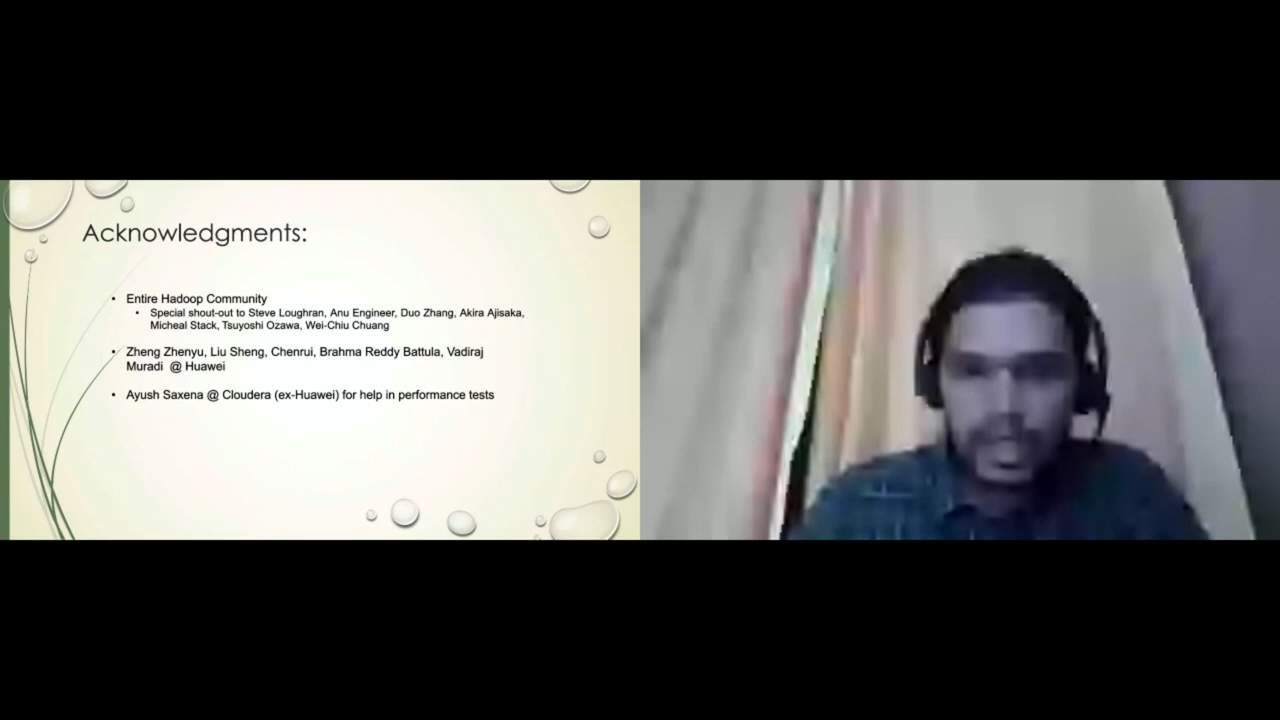 Acknowledgments:
• Entire Hadoop Community
• Special shout-out to Steve Loughran, Anu Engineer, Duo Zhang, Akira Ajisaka,
Micheal Stack, Tsuyoshi Ozawa, Wei-Chiu Chuang
• Zheng Zhenyu, Liu Sheng, Chenrui, Brahma Reddy Battula, Vadiraj
Muradi @ Huawei
• Ayush Saxena @ Cloudera (ex-Huawei) for help in performance tests